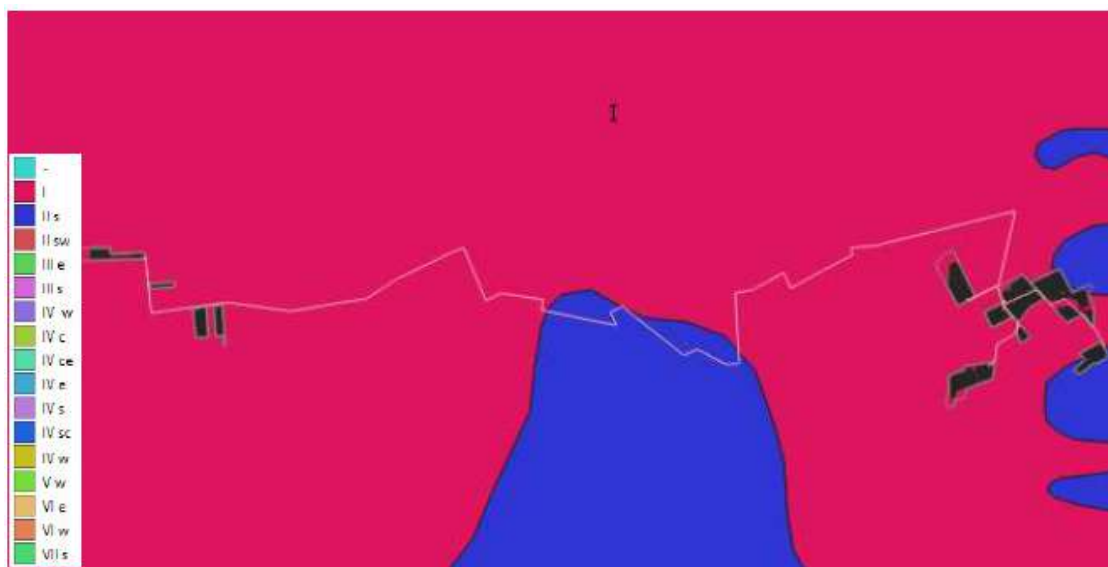 I
-
I
II s
II sw
III e
III s
IV w
IV c
IV ce
IV e
IV s
IV sc
IV w
V w
VI e
VI w
VII s